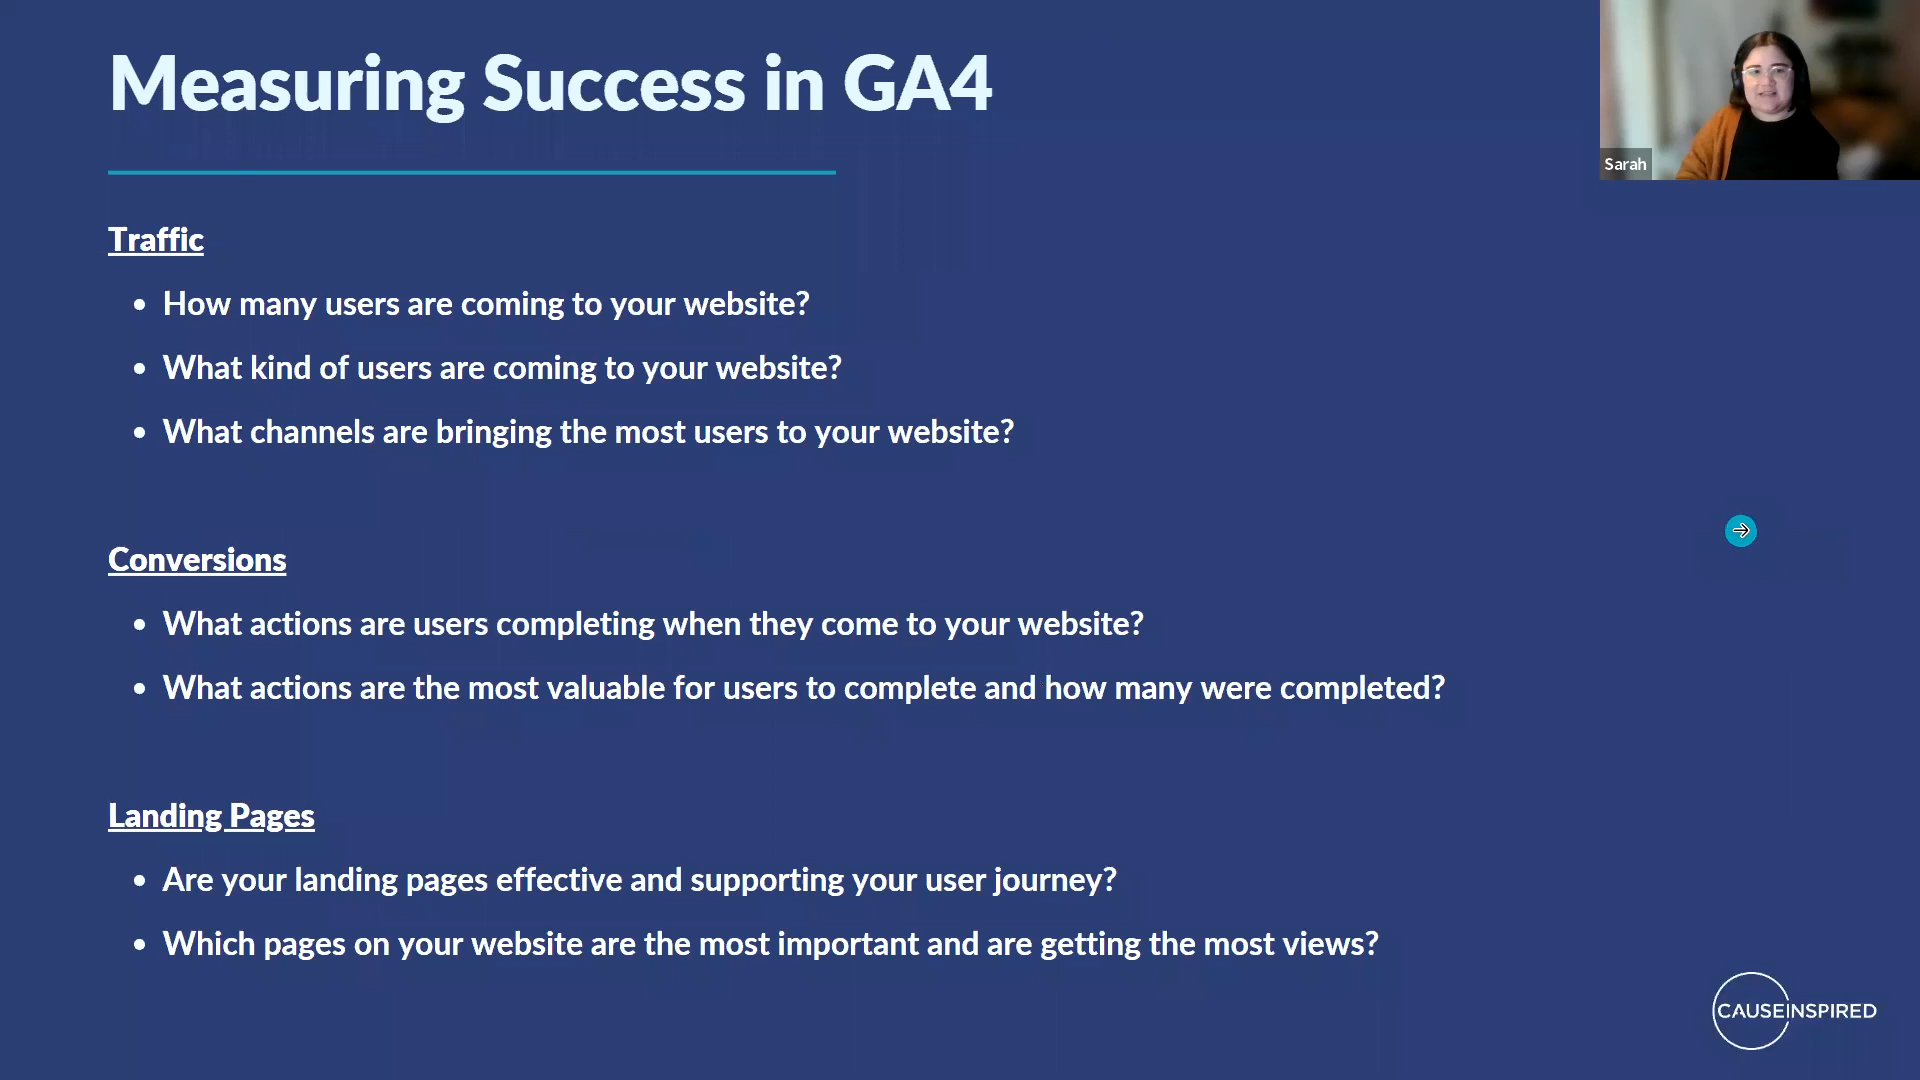 Measuring Success in GA4
Sarah
Traffic
How many users are coming to your website?
What kind of users are coming to your website?
What channels are bringing the most users to your website?
Conversions
What actions are users completing when they come to your website?
What actions are the most valuable for users to complete and how many were completed?
Landing Pages
Are your landing pages effective and supporting your user journey?
Which pages on your website are the most important and are getting the most views?
CAUSEINSPIRED